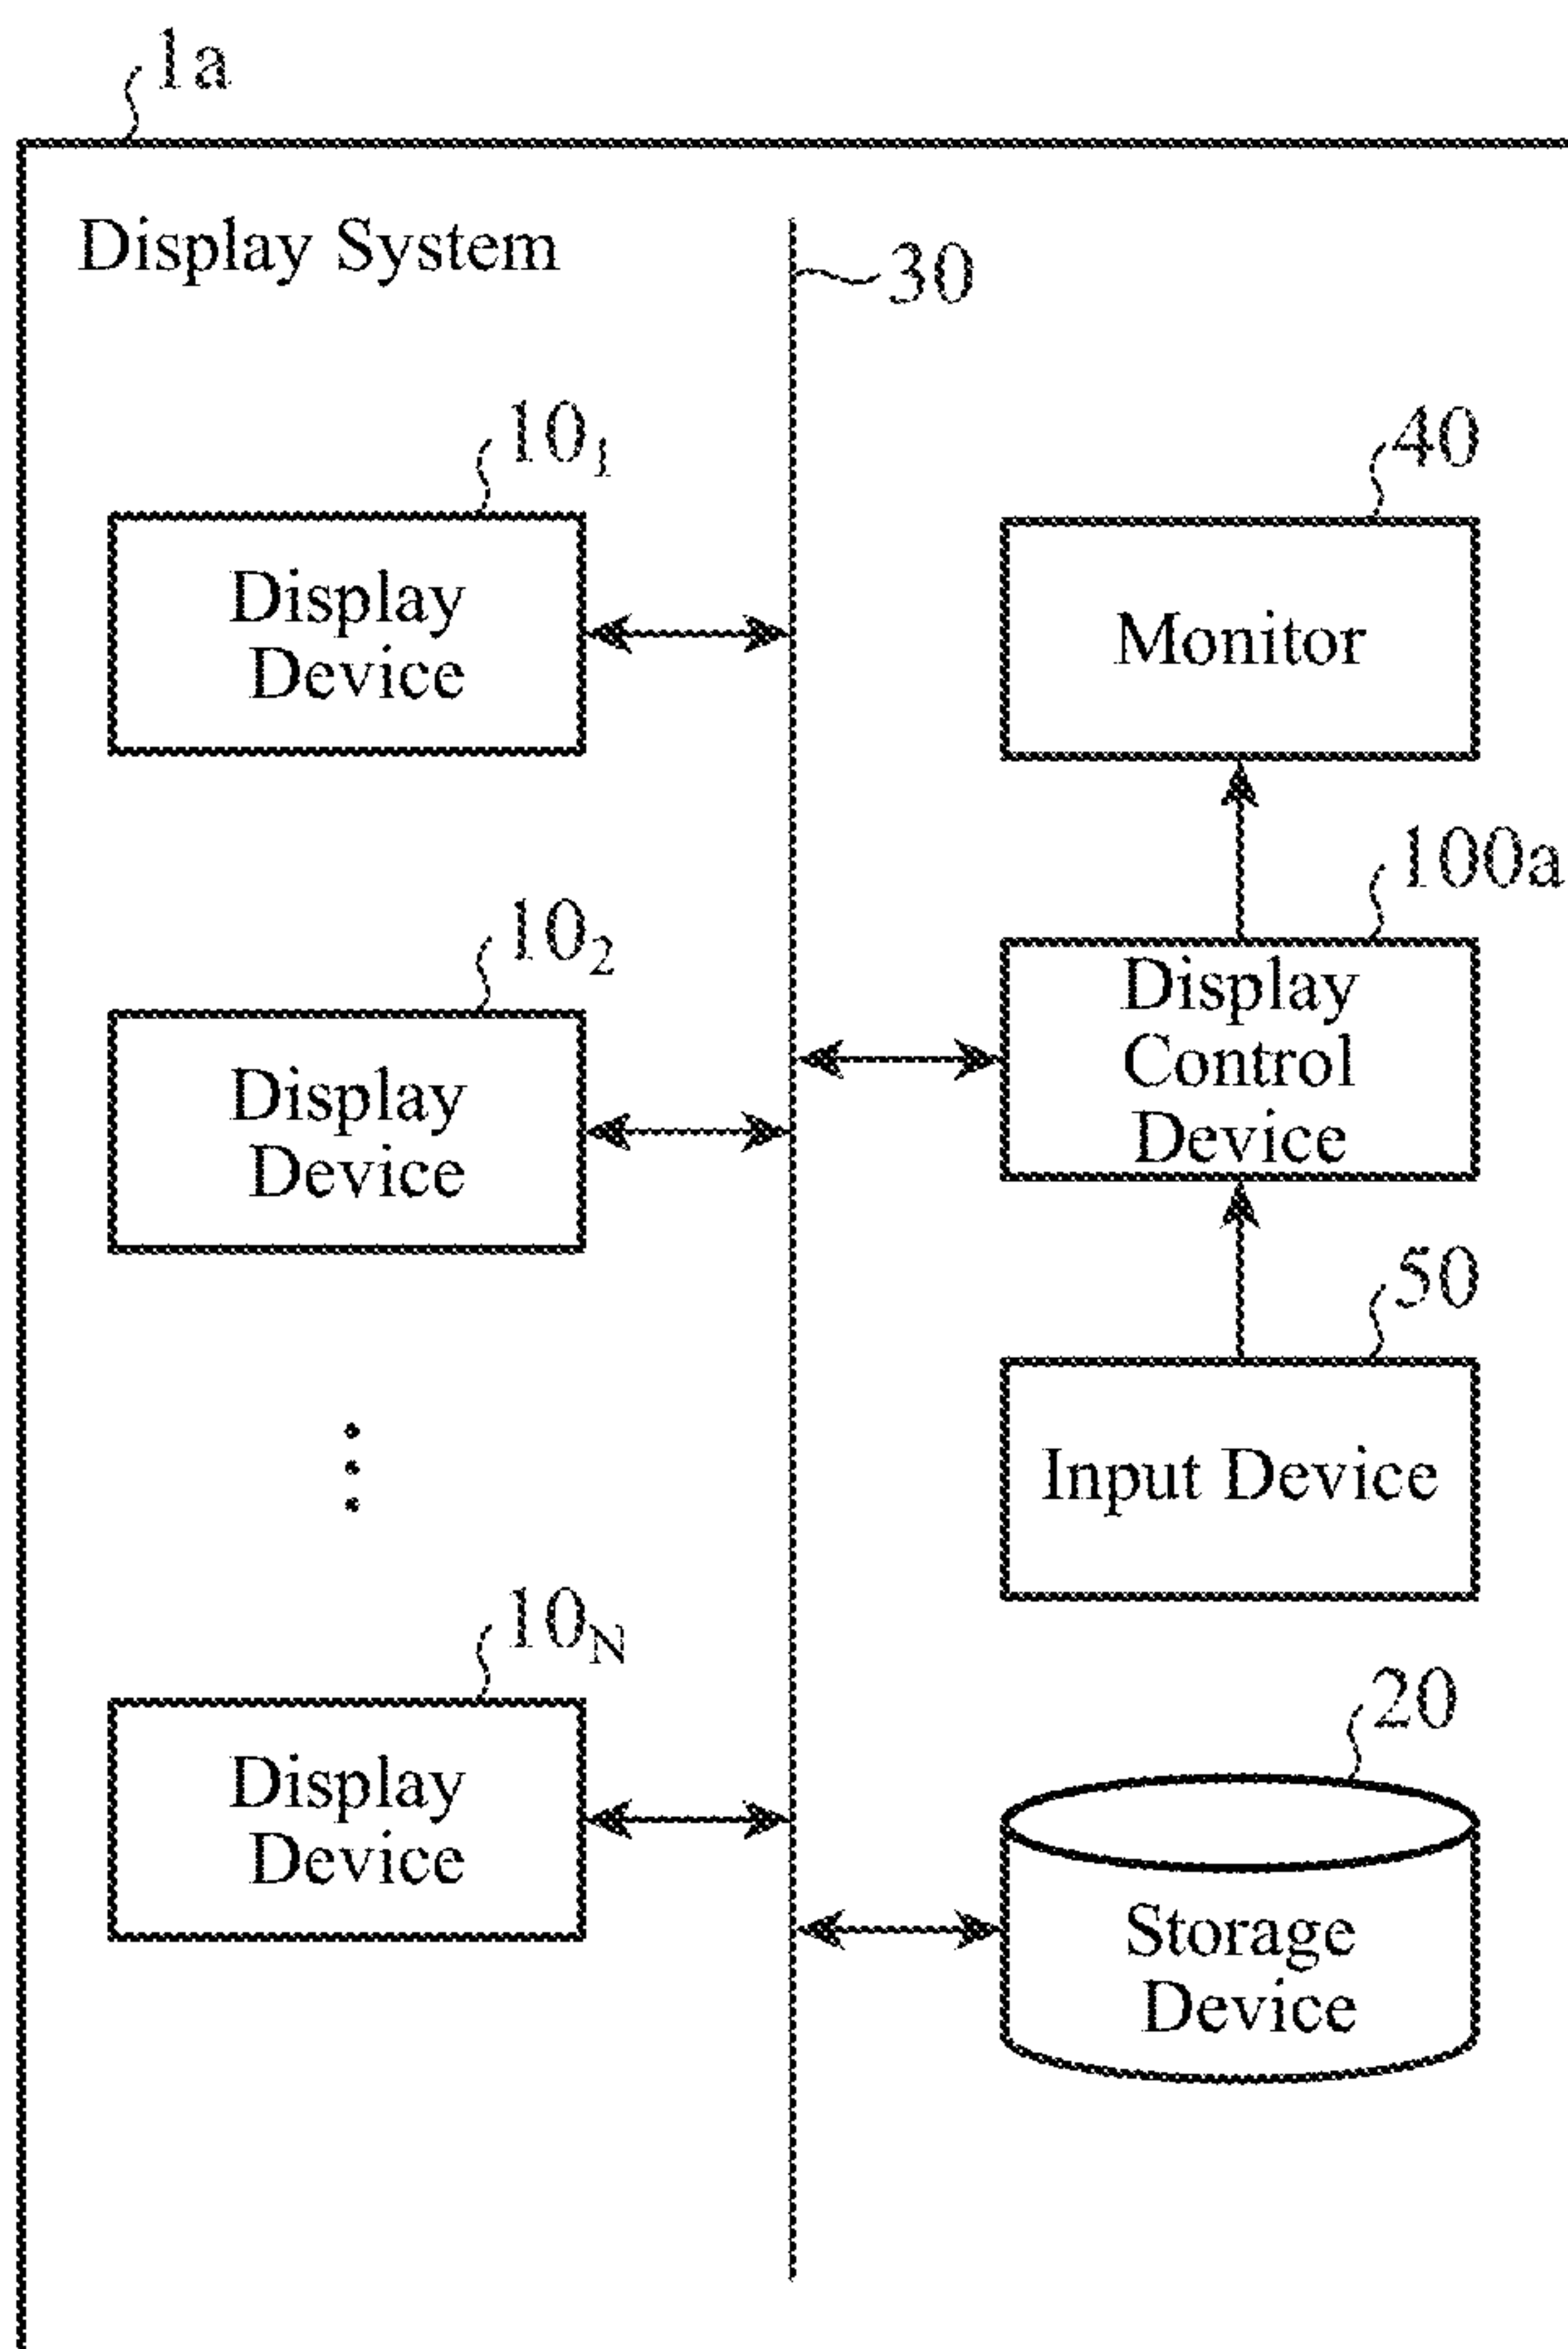 1a
Display System
30
10₁
Display
Device
40
Monitor
10₂
Display
Device
100a
Display
Control
Device
50
Input Device
10ₙ
Display
Device
20
Storage
Device